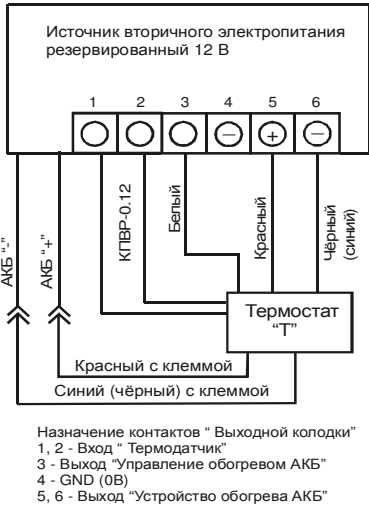 Источник вторичного электропитания
резервированный 12 В
1 2 3 4 5 6
− + −
АКБ “-”
АКБ “+”
КПВР-0.12
Белый
Красный
Чёрный
(синий)
Термостат
“Т”
Красный с клеммой
Синий (чёрный) с клеммой
Назначение контактов “ Выходной колодки”
1, 2 - Вход “ Термодатчик”
3 - Выход “Управление обогревом АКБ”
4 - GND (0В)
5, 6 - Выход “Устройство обогрева АКБ”